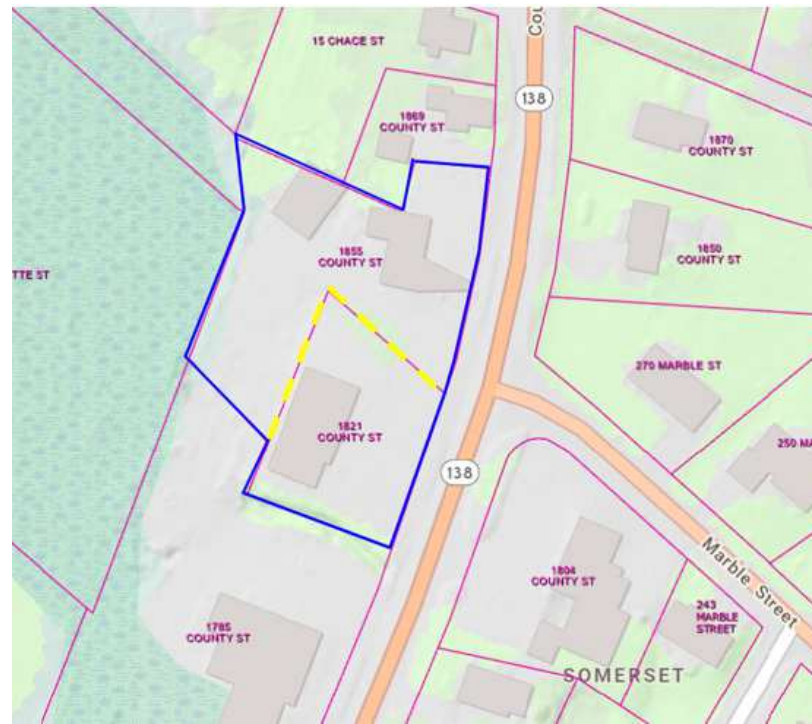 Cou
15 CHACE ST
138
1869
COUNTY ST
1870
COUNTY ST
1850
COUNTY ST
1855
COUNTY ST
TTE ST
270 MARBLE ST
1821
COUNTY ST
250 MA
138
Marble Street
1804
COUNTY ST
243
MARBLE
STREET
1785
COUNTY ST
SOMERSET